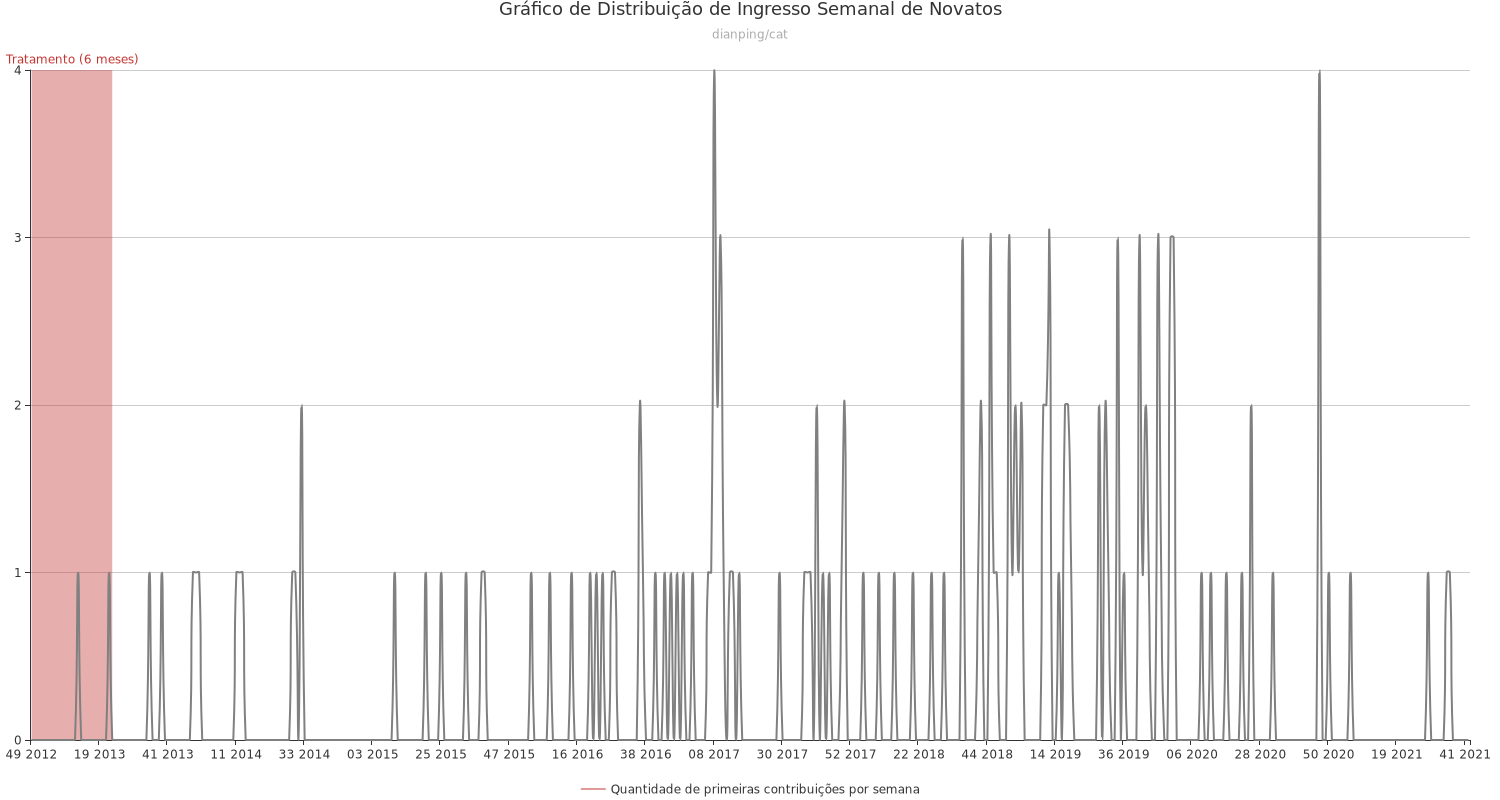 Gráfico de Distribuição de Ingresso Semanal de Novatos
dianping/cat
Tratamento (6 meses)
4
3
2
1
0
49 2012 19 2013 41 2013 11 2014 33 2014 03 2015 25 2015 47 2015 16 2016 38 2016 08 2017 30 2017 52 2017 22 2018 44 2018 14 2019 36 2019 06 2020 28 2020 50 2020 19 2021 41 2021
Quantidade de primeiras contribuições por semana